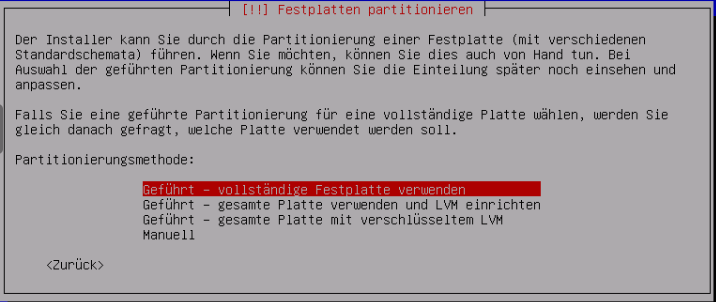 [!!] Festplatten partitionieren
Der Installer kann Sie durch die Partitionierung einer Festplatte (mit verschiedenen
Standardschemata) führen. Wenn Sie möchten, können Sie dies auch von Hand tun. Bei
Auswahl der geführten Partitionierung können Sie die Einteilung später noch einsehen und
anpassen.
Falls Sie eine geführte Partitionierung für eine vollständige Platte wählen, werden Sie
gleich danach gefragt, welche Platte verwendet werden soll.
Partitionierungsmethode:
Geführt - vollständige Festplatte verwenden
Geführt - gesamte Platte verwenden und LVM einrichten
Geführt - gesamte Platte mit verschlüsseltem LVM
Manuell
<Zurück>